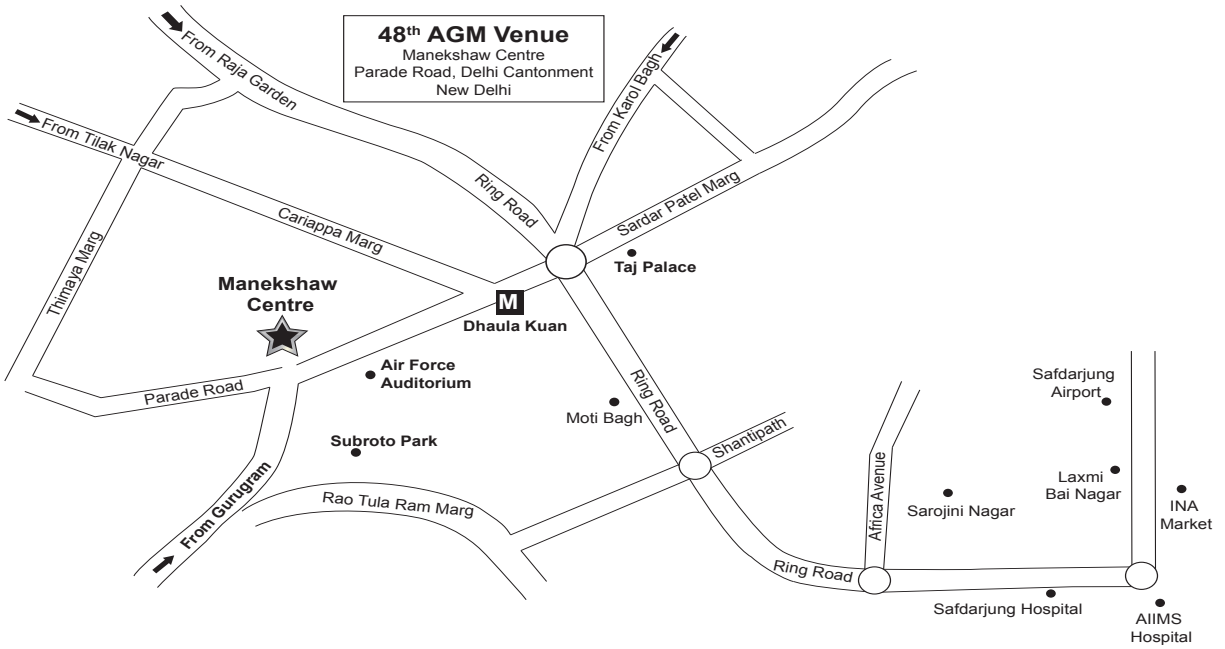 48th AGM Venue
Manekshaw Centre
Parade Road, Delhi Cantonment
New Delhi
From Raja Garden
From Karol Bagh
From Tilak Nagar
Ring Road
Sardar Patel Marg
Cariappa Marg
Thimaya Marg
Taj Palace
Manekshaw
Centre
M
Dhaula Kuan
Air Force
Auditorium
Parade Road
Ring Road
Moti Bagh
Safdarjung
Airport
Subroto Park
Shantipath
From Gurugram
Rao Tula Ram Marg
Africa Avenue
Sarojini Nagar
Laxmi
Bai Nagar
INA
Market
Ring Road
Safdarjung Hospital
AIIMS
Hospital